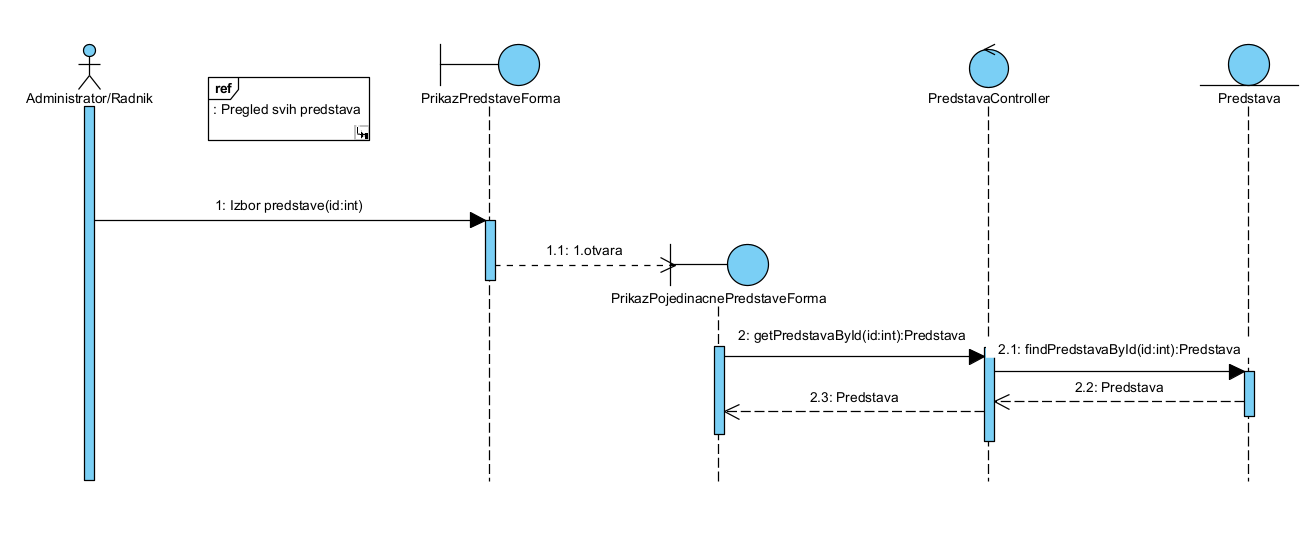 ref
: Pregled svih predstava
Administrator/Radnik
PrikazPredstaveForma
PredstavaController
Predstava
1: Izbor predstave(id:int)
1.1: 1.otvara
PrikazPojedinacnePredstaveForma
2: getPredstavaById(id:int):Predstava
2.1: findPredstavaById(id:int):Predstava
2.2: Predstava
2.3: Predstava